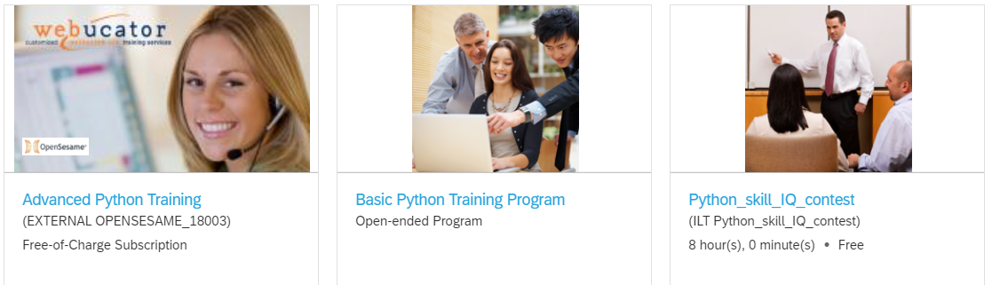 webucator
customized training services
OpenSesame
Advanced Python Training
(EXTERNAL OPENSESAME_18003)
Free-of-Charge Subscription
Basic Python Training Program
Open-ended Program
Python_skill_IQ_contest
(ILT Python_skill_IQ_contest)
8 hour(s), 0 minute(s) • Free